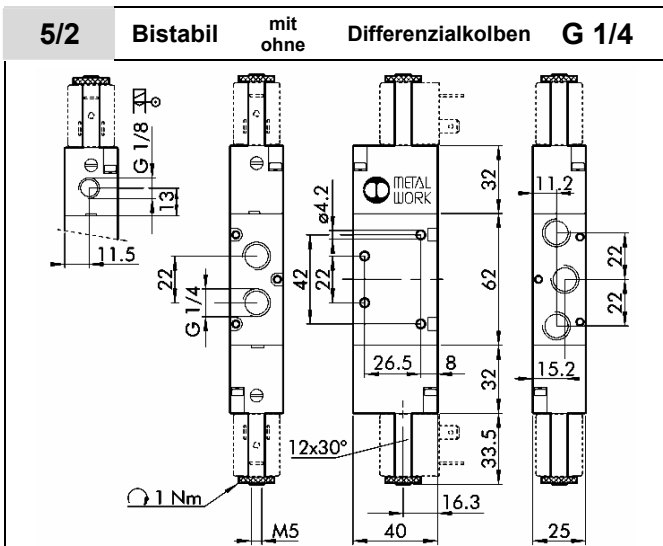 5/2 Bistabil mit ohne Differenzialkolben G 1/4
G 1/8
13
11.5
22
G 1/4
1 Nm
M5
METAL
WORK
ø4.2
42
22
26.5
8
12x30°
16.3
40
32
62
32
33.5
11.2
22
22
15.2
25